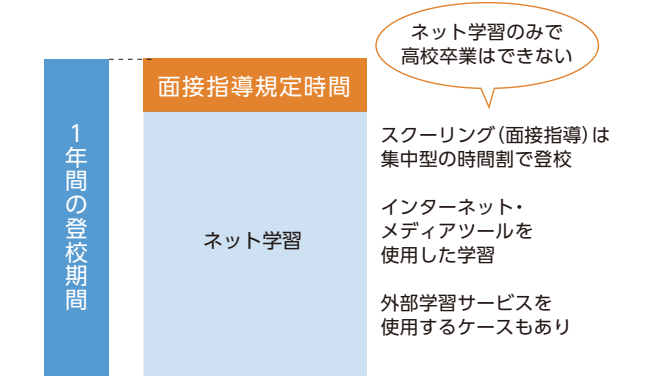 ネット学習のみで
高校卒業はできない
面接指導規定時間
1年間の登校期間
ネット学習
スクーリング(面接指導)は
集中型の時間割で登校
インターネット・
メディアツールを
使用した学習
外部学習サービスを
使用するケースもあり